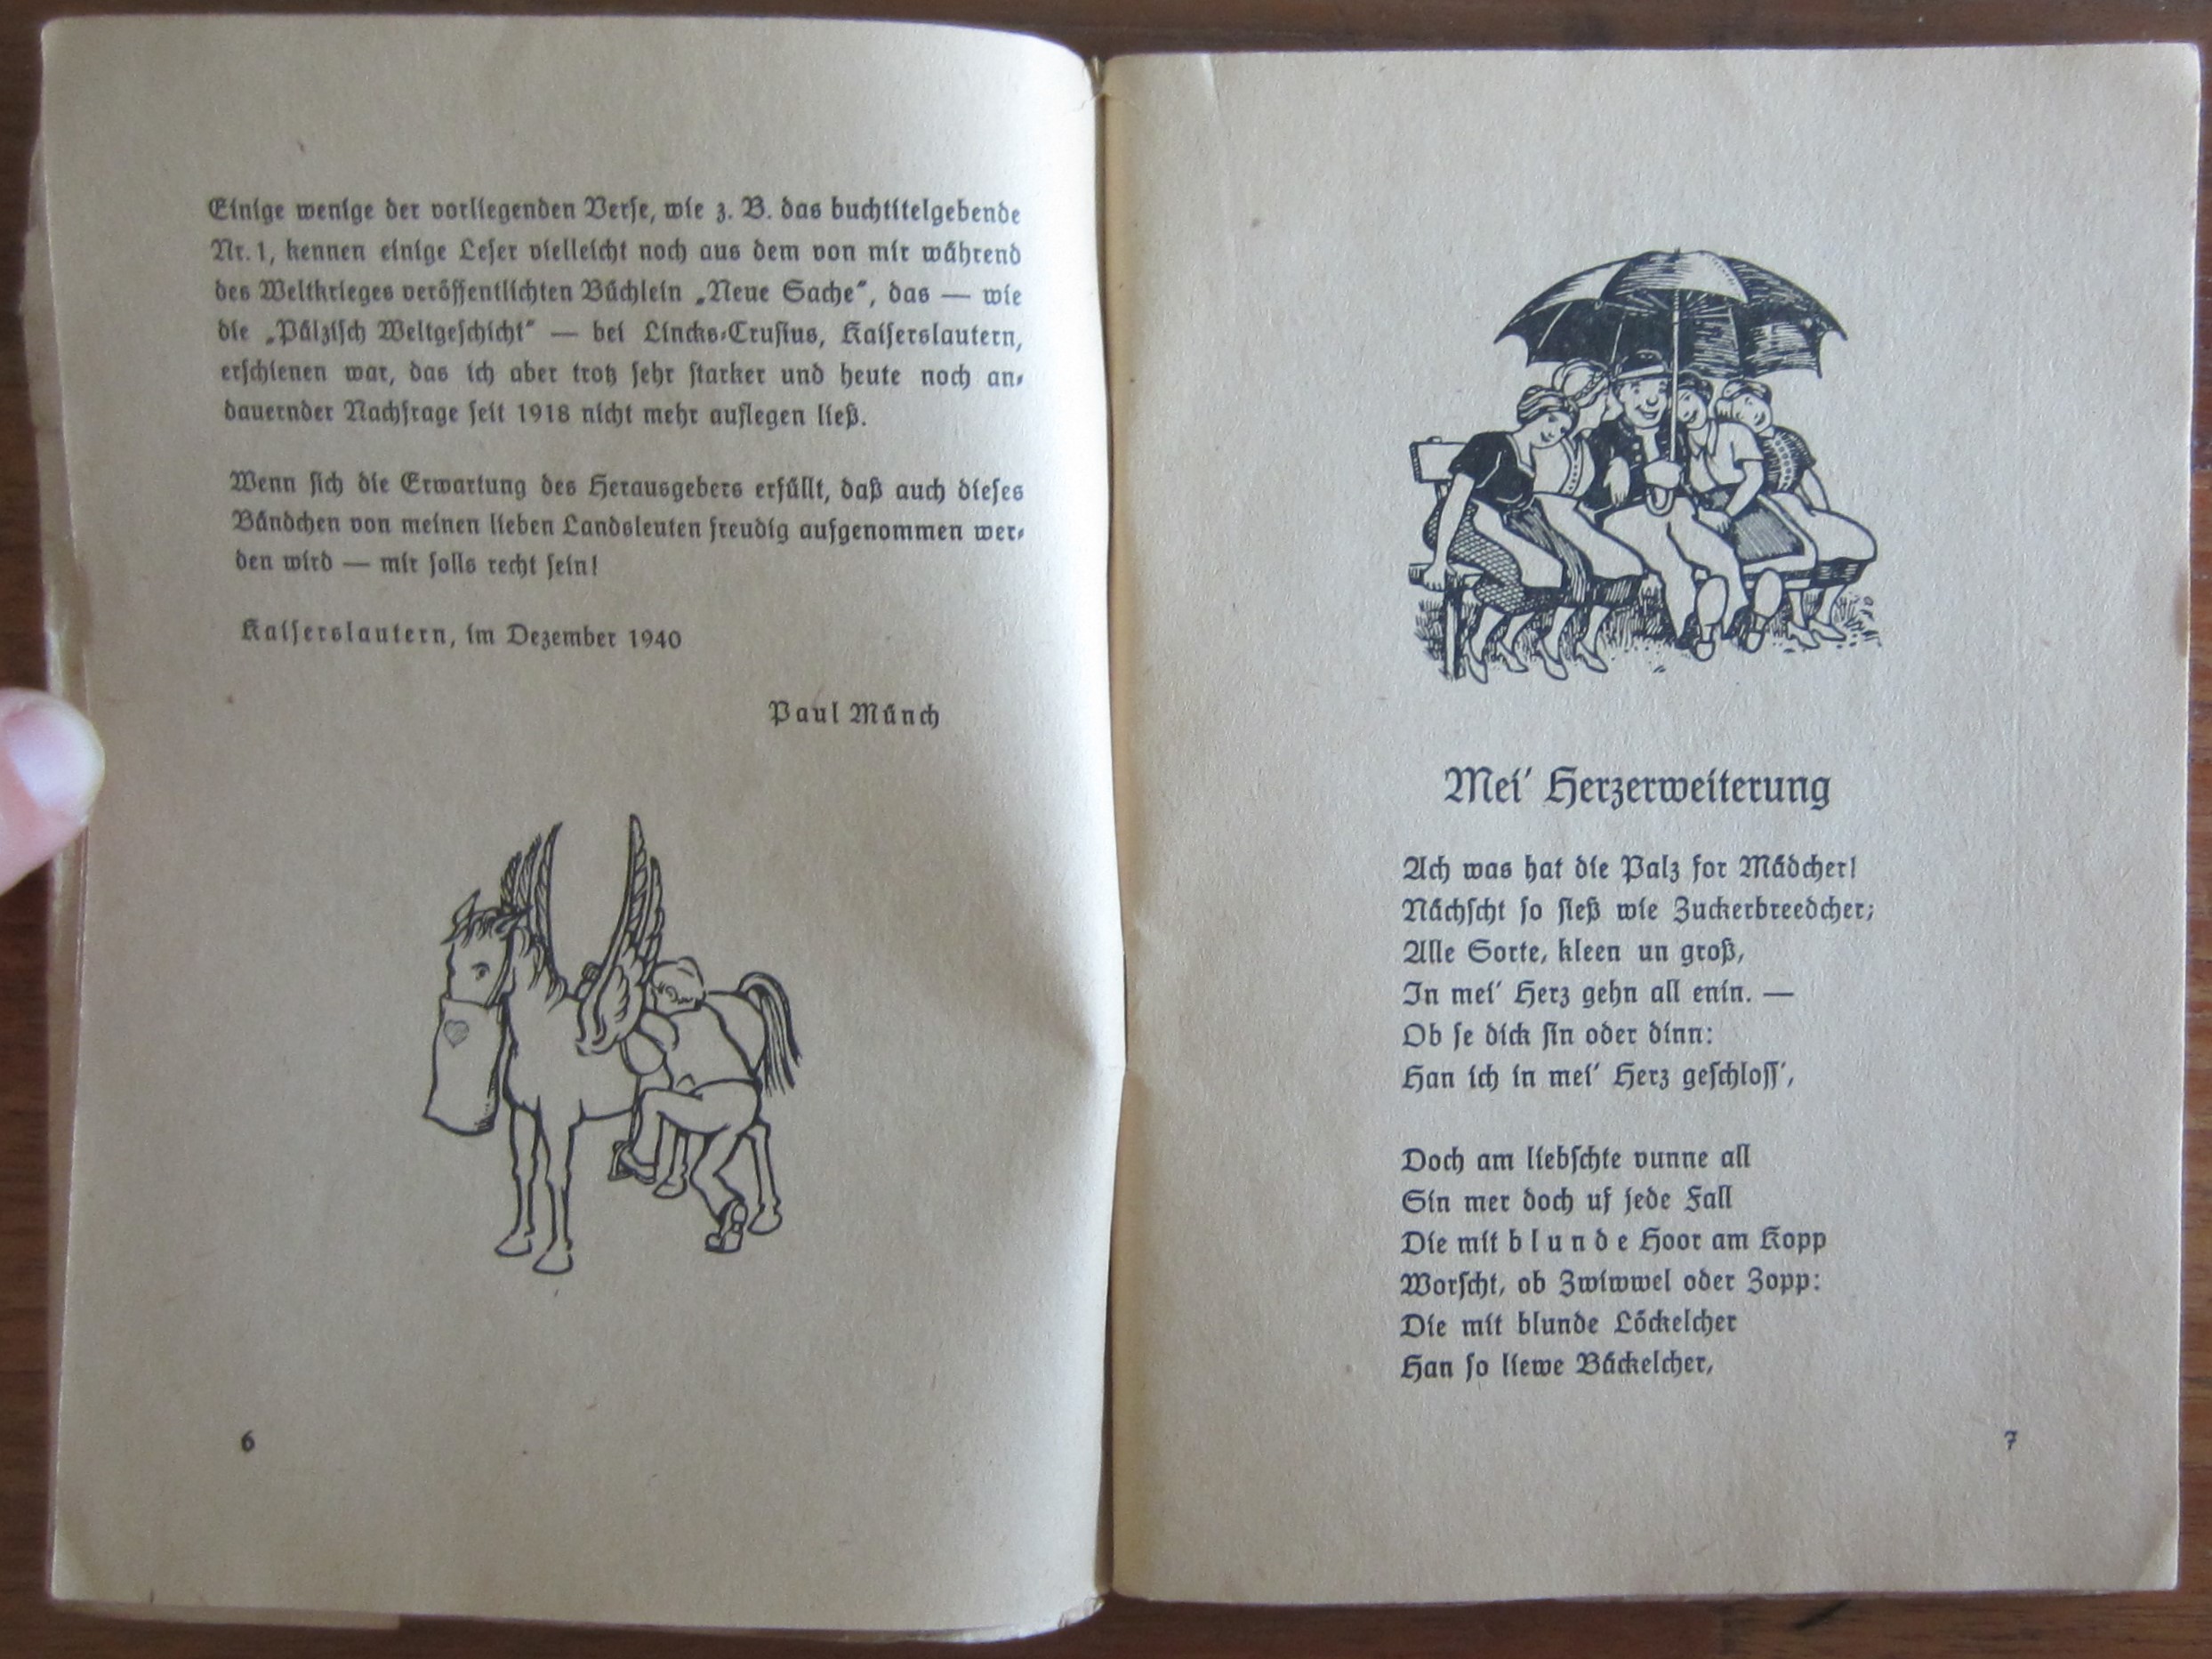 Einige wenige der vorliegenden Verse, wie z. B. das buchtitelgebende
Nr. 1, kennen einige Leser vielleicht noch aus dem von mir während
des Weltkrieges veröffentlichten Büchlein „Neue Sache“, das — wie
die „Pälzisch Weltgeschicht“ — bei Lincks-Crusius, Kaiserslautern,
erschienen war, das ich aber trotz sehr starker und heute noch an-
dauernder Nachfrage seit 1918 nicht mehr auflegen ließ.
Wenn sich die Erwartung des Herausgebers erfüllt, daß auch dieses
Bändchen von meinen lieben Landsleuten freudig aufgenommen wer-
den wird — mir solls recht sein!
Kaiserslautern, im Dezember 1940
Paul Münch
6
Mei’ Herzerweiterung
Ach was hat die Palz for Mädcher!
Nächscht so sieß wie Zuckerbreedcher;
Alle Sorte, kleen un groß,
In mei’ Herz gehn all enin. —
Ob se dick sin oder dinn:
Han ich in mei’ Herz geschloss’,
Doch am liebschte vunne all
Sin mer doch uf jede Fall
Die mit blunde Hoor am Kopp
Worscht, ob Zwiwwel oder Zopp:
Die mit blunde Löckelcher
Han so liewe Bäckelcher,
7